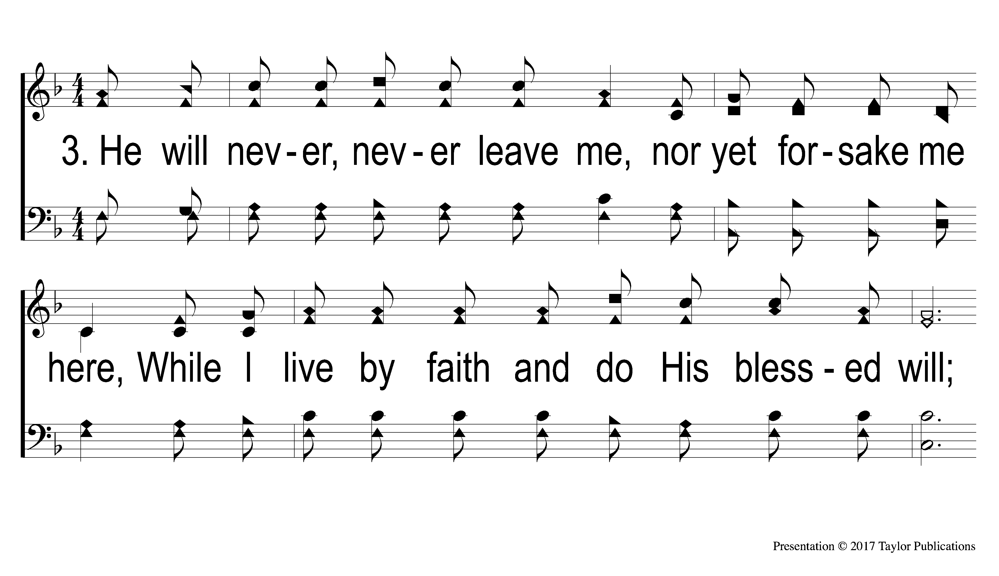 3. He will nev - er, nev - er leave me, nor yet for - sake me
here, While I live by faith and do His bless - ed will;
Presentation © 2017 Taylor Publications